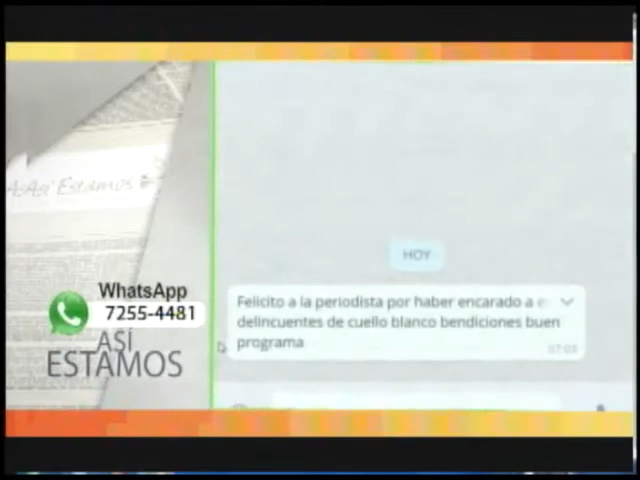 Así Estamos
WhatsApp
7255-4481
ASÍ
ESTAMOS
HOY
Felicito a la periodista por haber encarado a
delincuentes de cuello blanco bendiciones buen
programa
07:03